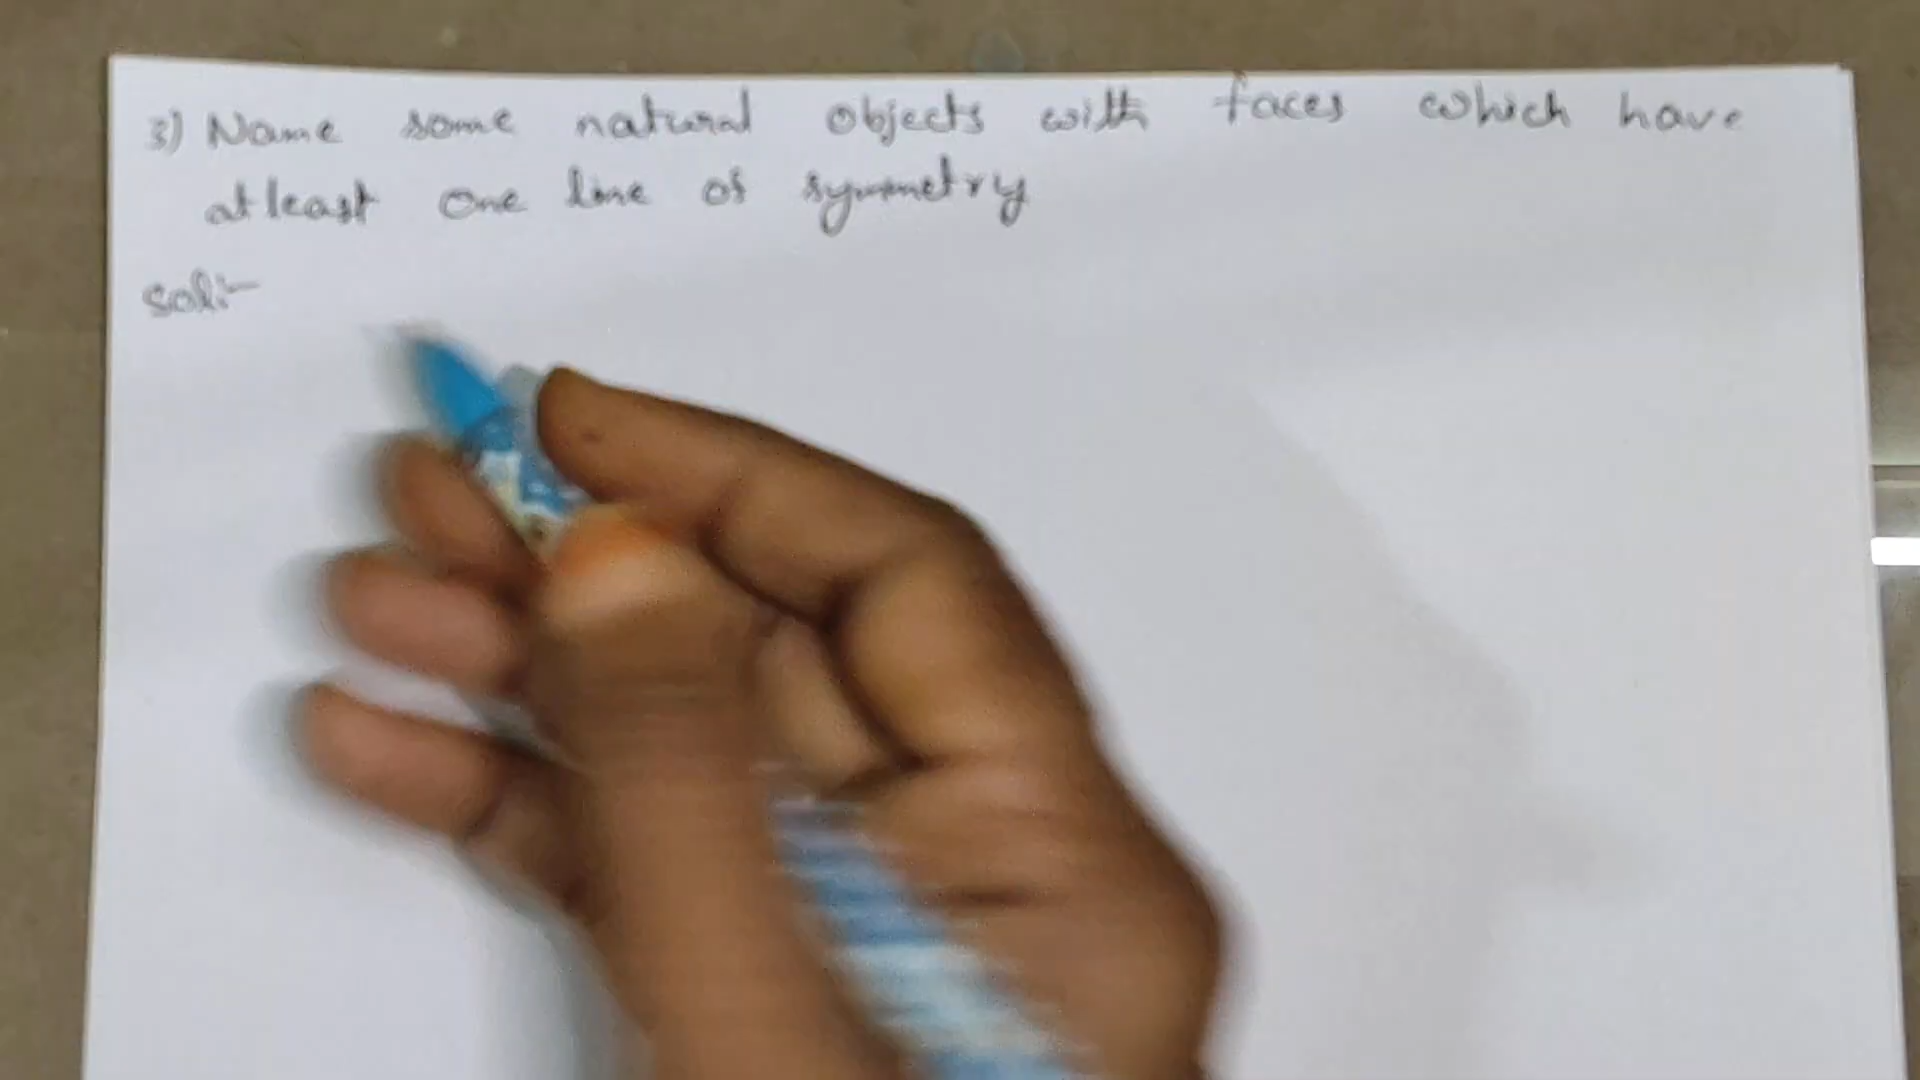 3) Name some natural objects with faces which have
atleast one line of symmetry
Sol:-